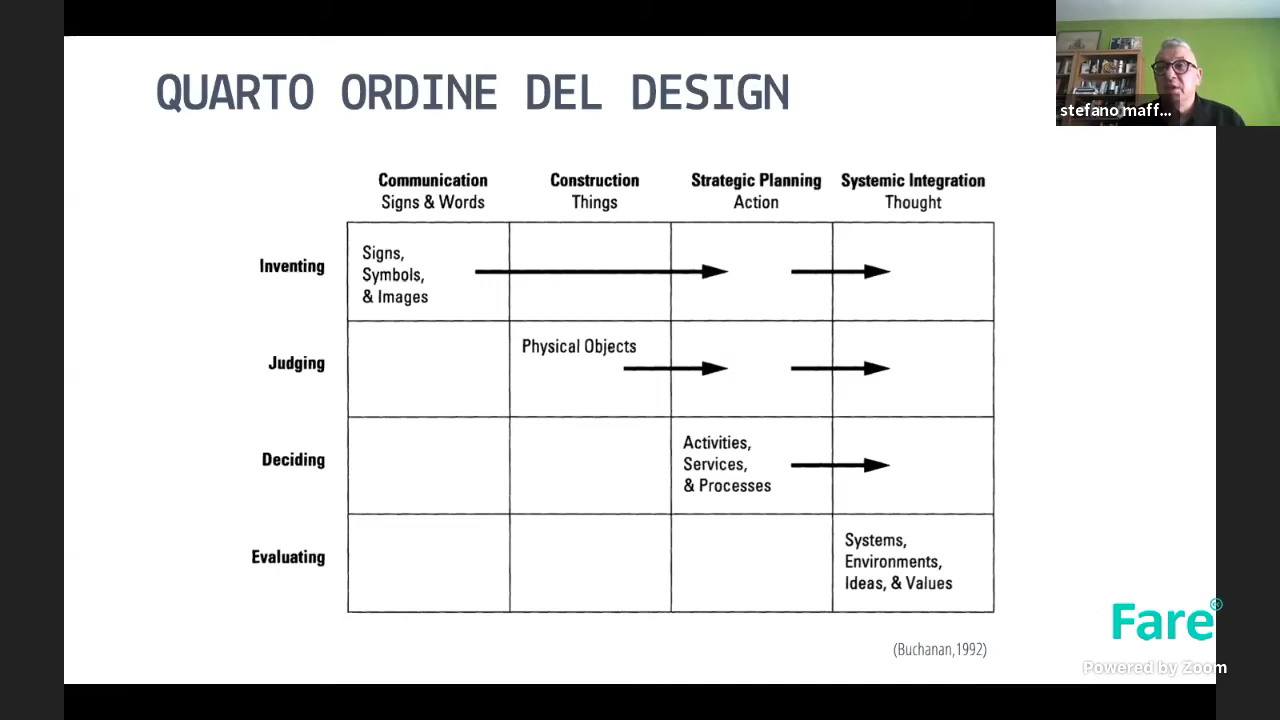 QUARTO ORDINE DEL DESIGN
stefano maff...
Communication
Signs & Words
Construction
Things
Strategic Planning
Action
Systemic Integration
Thought
Inventing
Signs,
Symbols,
& Images
Judging
Physical Objects
Deciding
Activities,
Services,
& Processes
Evaluating
Systems,
Environments,
Ideas, & Values
(Buchanan,1992)
Fare
Powered by Zoom